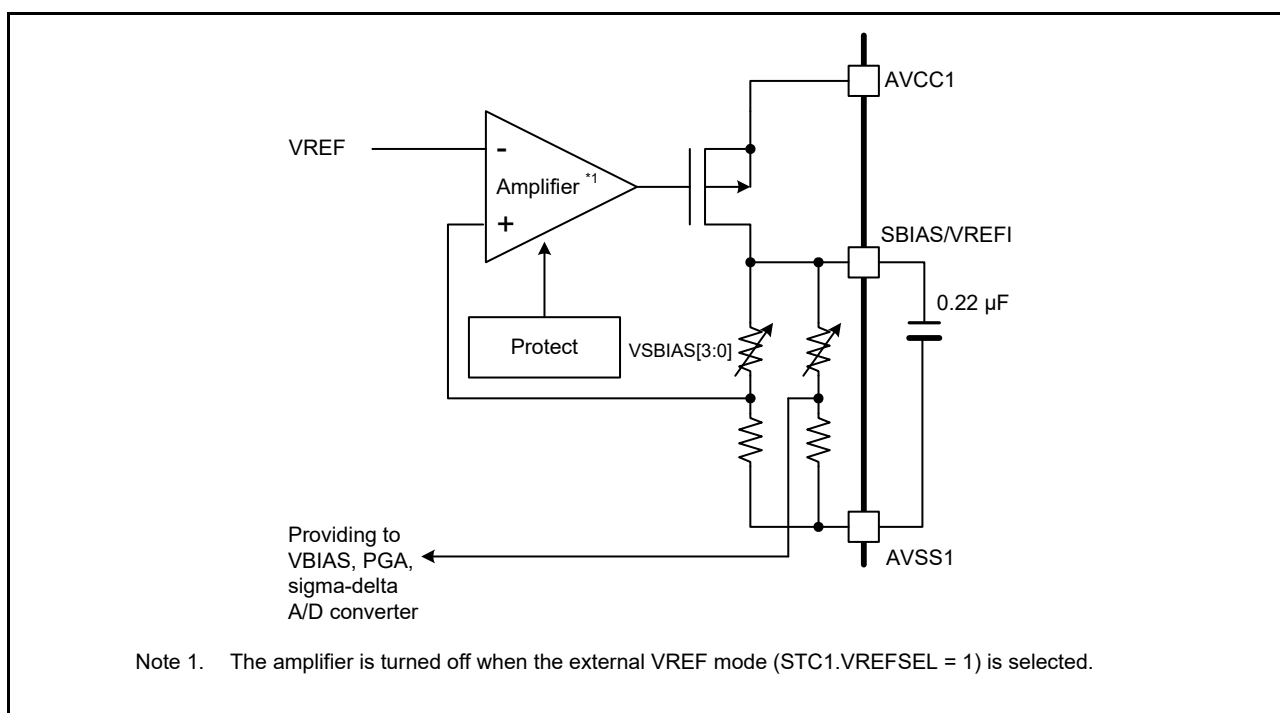 AVCC1
VREF
-
Amplifier *1
+
SBIAS/VREFI
0.22 µF
Protect
VSBIAS[3:0]
Providing to
VBIAS, PGA,
sigma-delta
A/D converter
AVSS1
Note 1. The amplifier is turned off when the external VREF mode (STC1.VREFSEL = 1) is selected.